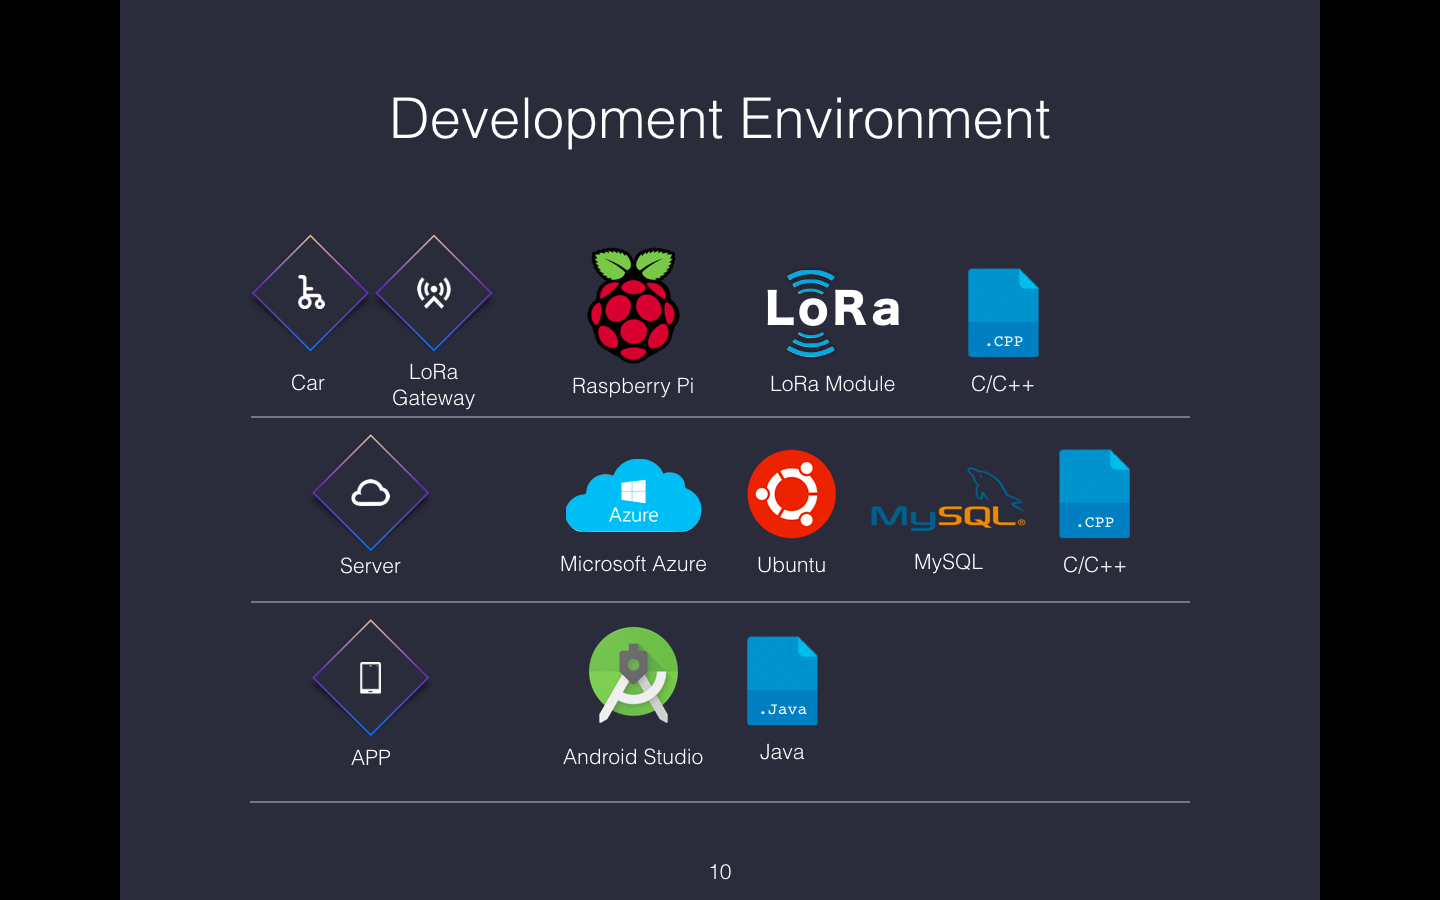 Development Environment
Car
LoRa
Gateway
Raspberry Pi
LoRa
LoRa Module
.CPP
C/C++
Server
Azure
Microsoft Azure
Ubuntu
MySQL®
MySQL
.CPP
C/C++
APP
Android Studio
.Java
Java
10